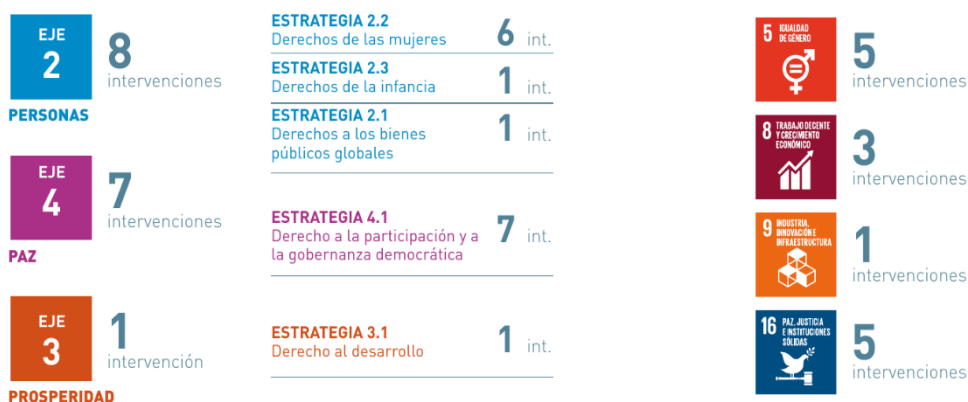 EJE
2
PERSONAS
8
intervenciones
ESTRATEGIA 2.2
Derechos de las mujeres
6 int.
ESTRATEGIA 2.3
Derechos de la infancia
1 int.
ESTRATEGIA 2.1
Derechos a los bienes
públicos globales
1 int.
EJE
4
PAZ
7
intervenciones
ESTRATEGIA 4.1
Derecho a la participación y a
la gobernanza democrática
7 int.
EJE
3
PROSPERIDAD
1
intervención
ESTRATEGIA 3.1
Derecho al desarrollo
1 int.
5 IGUALDAD
DE GÉNERO
5
intervenciones
8 TRABAJO DECENTE
Y CRECIMIENTO
ECONÓMICO
3
intervenciones
9 INDUSTRIA,
INNOVACIÓN E
INFRAESTRUCTURA
1
intervenciones
16 PAZ, JUSTICIA
E INSTITUCIONES
SÓLIDAS
5
intervenciones